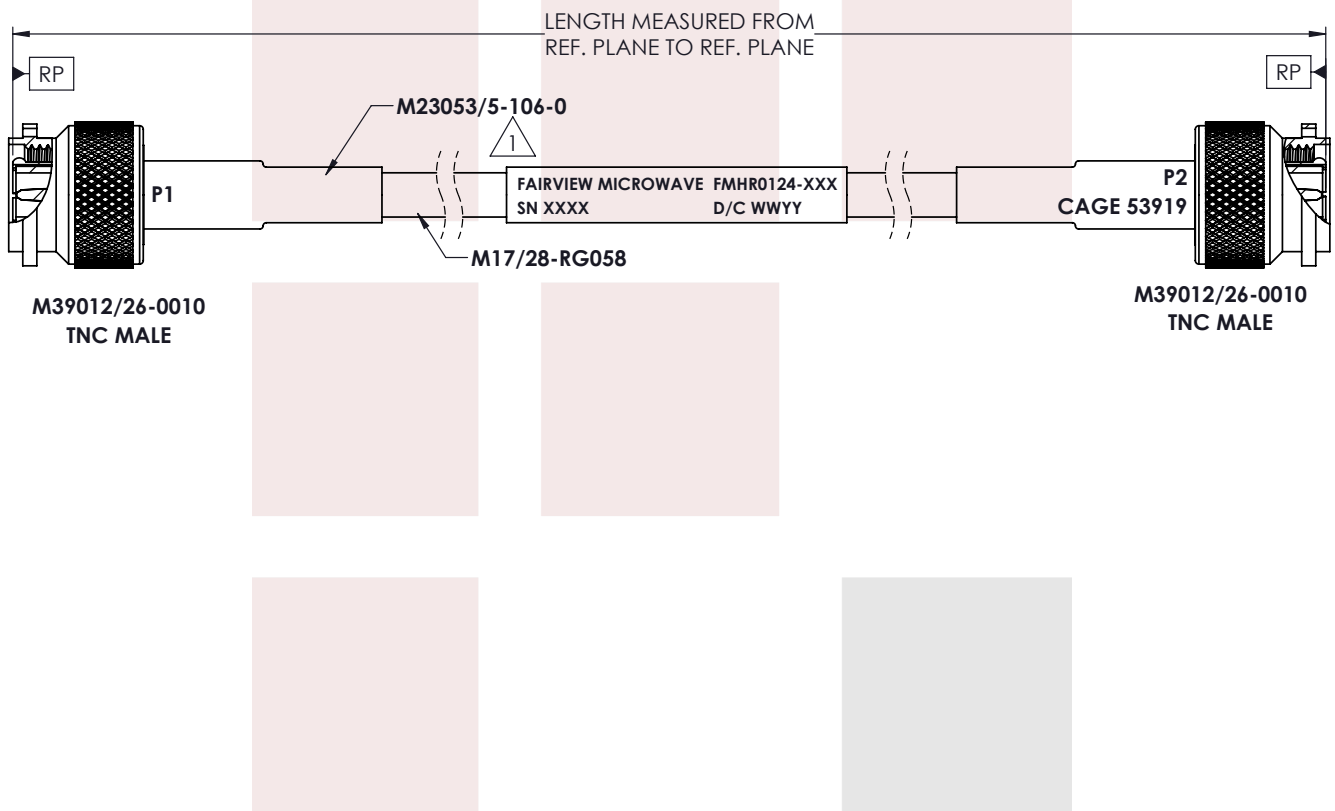 LENGTH MEASURED FROM
REF. PLANE TO REF. PLANE
RP
RP
M23053/5-106-0
1
P1
FAIRVIEW MICROWAVE FMHR0124-XXX
SN XXXX D/C WWYY
P2
CAGE 53919
M17/28-RG058
M39012/26-0010
TNC MALE
M39012/26-0010
TNC MALE